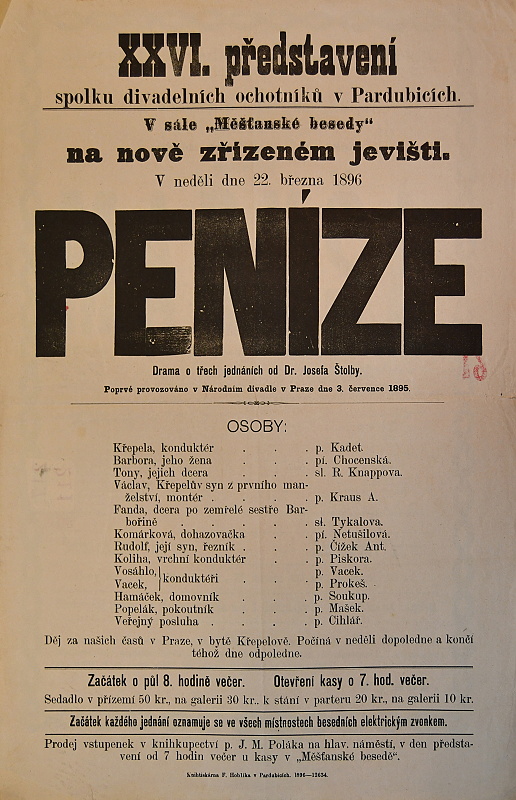 XXVI. představení
spolku divadelních ochotníků v Pardubicích.
V sále „Měšťanské besedy“
na nově zřízeném jevišti.
V neděli dne 22. března 1896
PENÍZE
Drama o třech jednáních od Dr. Josefa Štolby.
Poprvé provozováno v Národním divadle v Praze dne 3. července 1895.
OSOBY:
Křepela, konduktér . . . p. Kadet.
Barbora, jeho žena . . . pí. Chocenská.
Tony, jejich dcera . . . sl. R. Knappova.
Václav, Křepelův syn z prvního man-
želství, montér . . . . p. Kraus A.
Fanda, dcera po zemřelé sestře Bar-
bořině . . . . . sl. Tykalova.
Komárková, dohazovačka . . pí. Netušilová.
Rudolf, její syn, řezník . . . p. Čížek Ant.
Koliha, vrchní konduktér . . p. Piskora.
Vosáhlo, . . p. Vacek.
Vacek, konduktéři . . p. Prokeš.
Hamáček, domovník . . . p. Soukup.
Popelák, pokoutník . . . p. Mašek.
Veřejný posluha . . . . p. Cihlář.
Děj za našich časů v Praze, v bytě Křepelově. Počíná v neděli dopoledne a končí
téhož dne odpoledne.
Začátek o půl 8. hodině večer. Otevření kasy o 7. hod. večer.
Sedadlo v přízemí 50 kr., na galerii 30 kr., k stání v parteru 20 kr., na galerii 10 kr.
Začátek každého jednání oznamuje se ve všech místnostech besedních elektrickým zvonkem.
Prodej vstupenek v knihkupectví p. J. M. Poláka na hlav. náměstí, v den představ-
ení od 7 hodin večer u kasy v „Měšťanské besedě“.
Knihtiskárna F. Hoblíka v Pardubicích. 1896—12634.